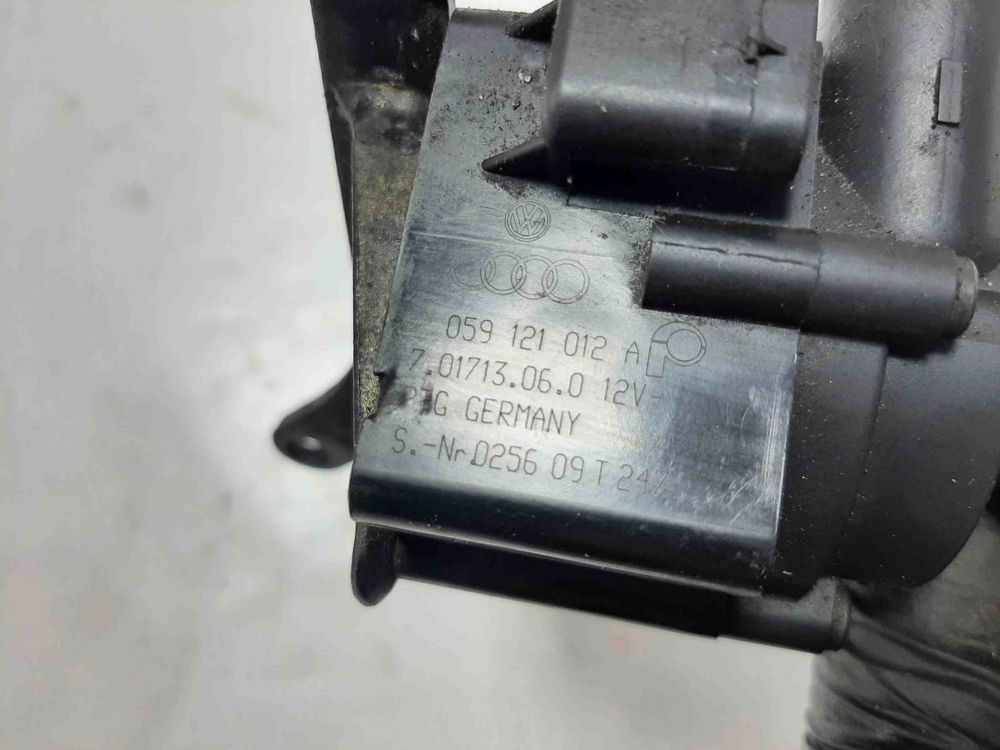 059 121 012 A
7.01713.06.0 12V
GERMANY
S.-Nr.0256 09 T 24